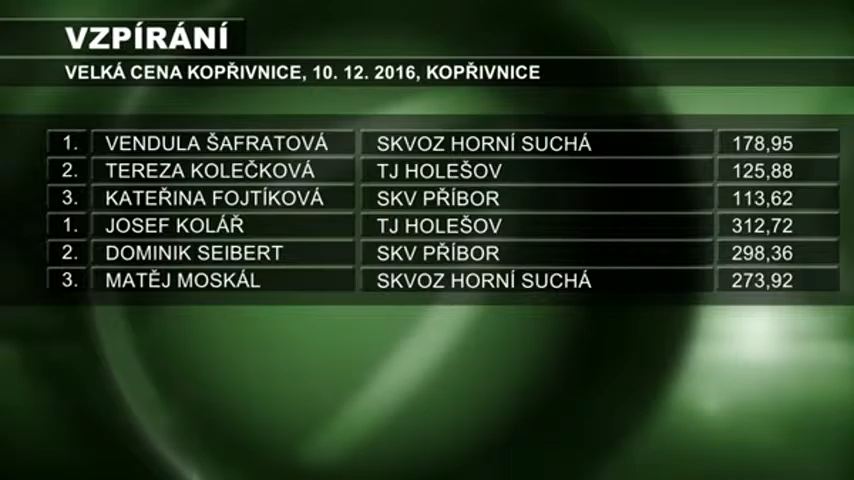 VZPÍRÁNÍ
VELKÁ CENA KOPŘIVNICE, 10. 12. 2016, KOPŘIVNICE
1. VENDULA ŠAFRATOVÁ SKVOZ HORNÍ SUCHÁ 178,95
2. TEREZA KOLEČKOVÁ TJ HOLEŠOV 125,88
3. KATEŘINA FOJTÍKOVÁ SKV PŘÍBOR 113,62
1. JOSEF KOLÁŘ TJ HOLEŠOV 312,72
2. DOMINIK SEIBERT SKV PŘÍBOR 298,36
3. MATĚJ MOSKÁL SKVOZ HORNÍ SUCHÁ 273,92